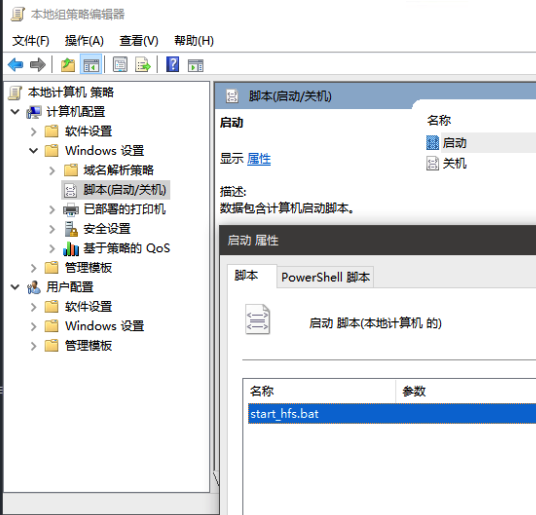 本地组策略编辑器
文件(F) 操作(A) 查看(V) 帮助(H)
本地计算机 策略
计算机配置
软件设置
Windows 设置
域名解析策略
脚本(启动/关机)
已部署的打印机
安全设置
基于策略的 QoS
管理模板
用户配置
软件设置
Windows 设置
管理模板
脚本(启动/关机)
启动
显示 属性
描述:
数据包含计算机启动脚本。
名称
启动
关机
启动 属性
脚本 PowerShell 脚本
启动 脚本(本地计算机 的)
名称 参数
start_hfs.bat